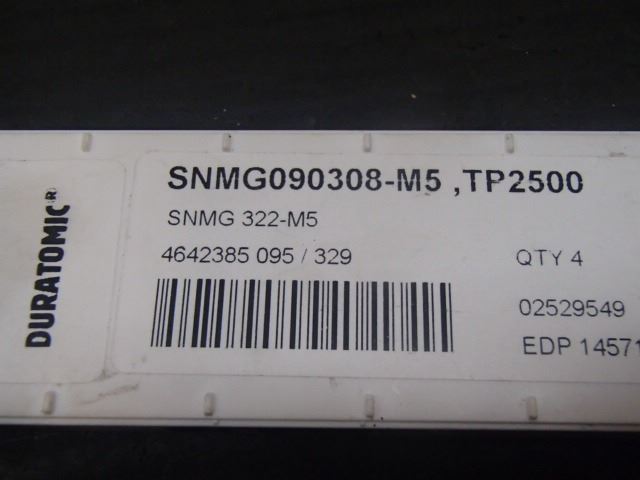 DURATOMIC®
SNMG090308-M5 ,TP2500
SNMG 322-M5
4642385 095 / 329
QTY 4
02529549
EDP 14571